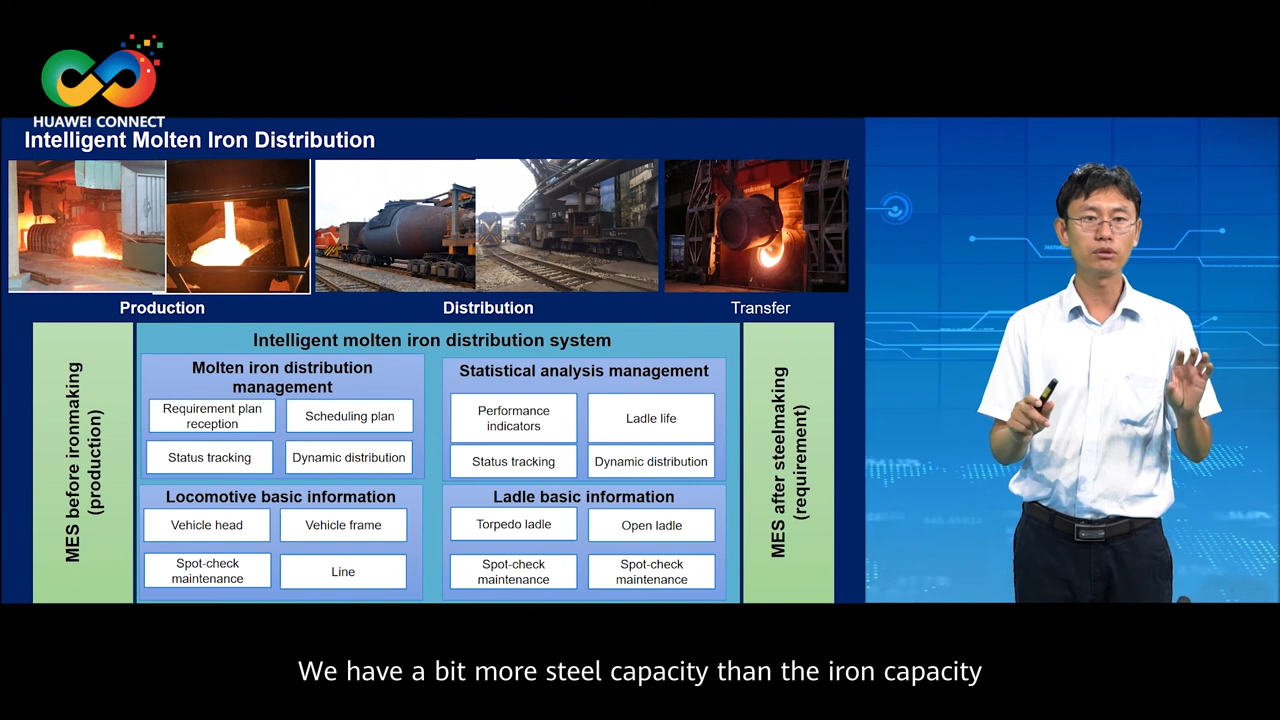 HUAWEI CONNECT
Intelligent Molten Iron Distribution
Production
Distribution
Transfer
MES before ironmaking
(production)
Intelligent molten iron distribution system
Molten iron distribution
management
Requirement plan
reception
Scheduling plan
Status tracking
Dynamic distribution
Statistical analysis management
Performance
indicators
Ladle life
Status tracking
Dynamic distribution
Locomotive basic information
Vehicle head
Vehicle frame
Spot-check
maintenance
Line
Ladle basic information
Torpedo ladle
Open ladle
Spot-check
maintenance
Spot-check
maintenance
MES after steelmaking
(requirement)
We have a bit more steel capacity than the iron capacity